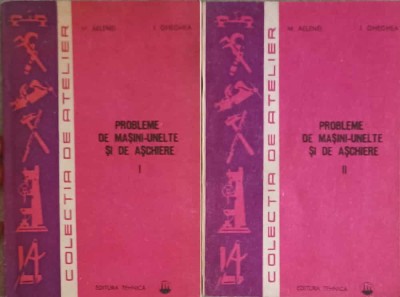 I. GHEGHEA
COLECȚIA DE ATELIER
PROBLEME
DE MAȘINI-UNELTE
ȘI DE AȘCHIERE
I
EDITURA TEHNICĂ
COLECȚIA DE ATELIER
PROBLEME
DE MAȘINI-UNELTE
ȘI DE AȘCHIERE
II
EDITURA TEHNICĂ